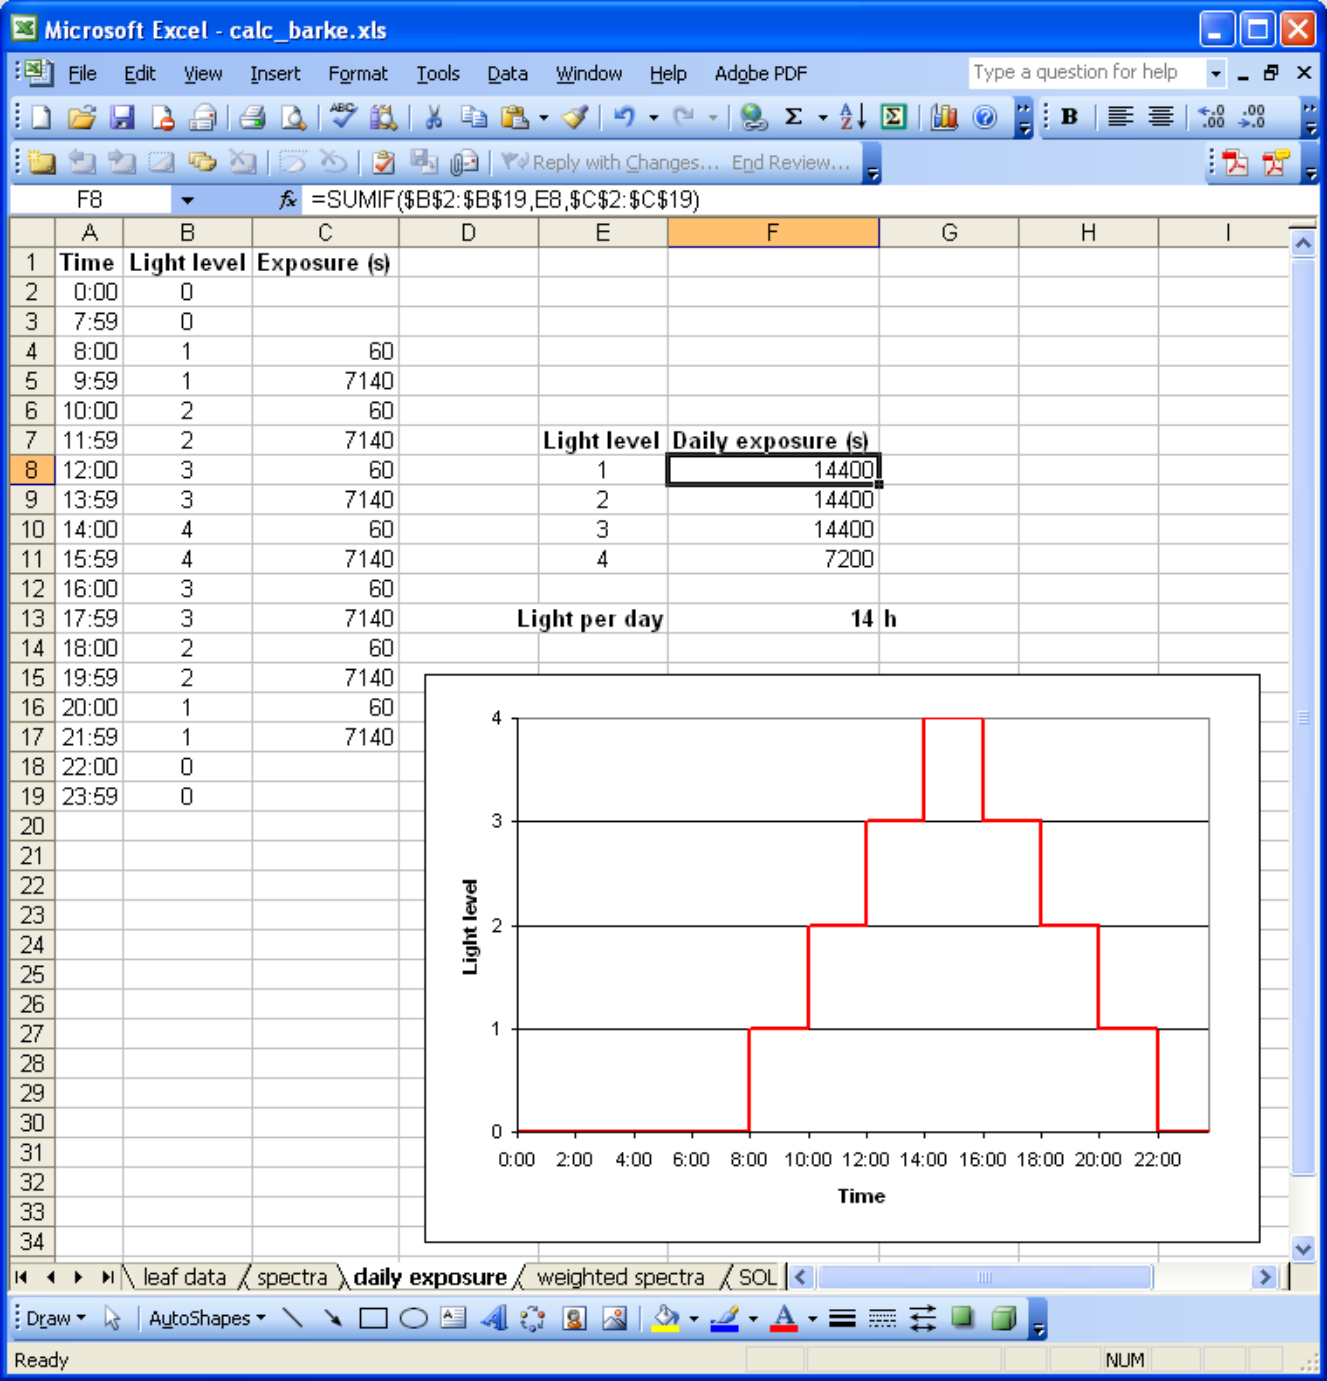 Microsoft Excel - calc_barke.xls
File Edit View Insert Format Tools Data Window Help Adobe PDF Type a question for help
ABC Σ A Z Σ B .00 .00
Reply with Changes... End Review...
F8 fx =SUMIF($B$2:$B$19,E8,$C$2:$C$19)
A B C D E F G H I
1 Time Light level Exposure (s)
2 0:00 0
3 7:59 0
4 8:00 1 60
5 9:59 1 7140
6 10:00 2 60
7 11:59 2 7140 Light level Daily exposure (s)
8 12:00 3 60 1 14400
9 13:59 3 7140 2 14400
10 14:00 4 60 3 14400
11 15:59 4 7140 4 7200
12 16:00 3 60
13 17:59 3 7140 Light per day 14 h
14 18:00 2 60
15 19:59 2 7140
16 20:00 1 60
17 21:59 1 7140
18 22:00 0
19 23:59 0
20
21
22
23
24
25
26
27
28
29
30
31
32
33
34
4
3
2
1
0
Light level
0:00 2:00 4:00 6:00 8:00 10:00 12:00 14:00 16:00 18:00 20:00 22:00
Time
leaf data spectra daily exposure weighted spectra SOL
Draw AutoShapes A A A
Ready NUM